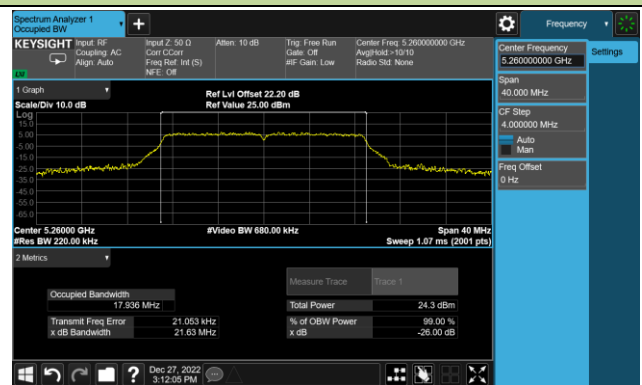 Spectrum Analyzer 1
Occupied BW
+
Frequency
KEYSIGHT
Input: RF
Coupling: AC
Align: Auto
Input Z: 50 Ω
Corr CCorr
Freq Ref: Int (S)
NFE: Off
Atten: 10 dB
Trig: Free Run
Gate: Off
#IF Gain: Low
Center Freq: 5.260000000 GHz
Avg|Hold:>10/10
Radio Std: None
Center Frequency
5.260000000 GHz
Settings
Span
40.000 MHz
CF Step
4.000000 MHz
Auto
Man
Freq Offset
0 Hz
1 Graph
Scale/Div 10.0 dB
Ref Lvl Offset 22.20 dB
Ref Value 25.00 dBm
Log
15.0
5.00
-5.00
-15.0
-25.0
-35.0
-45.0
-55.0
-65.0
Center 5.26000 GHz
#Res BW 220.00 kHz
#Video BW 680.00 kHz
Span 40 MHz
Sweep 1.07 ms (2001 pts)
2 Metrics
Measure Trace
Trace 1
Occupied Bandwidth
17.936 MHz
Total Power
24.3 dBm
Transmit Freq Error
21.053 kHz
% of OBW Power
99.00 %
x dB Bandwidth
21.63 MHz
x dB
-26.00 dB
?
Dec 27, 2022
3:12:05 PM